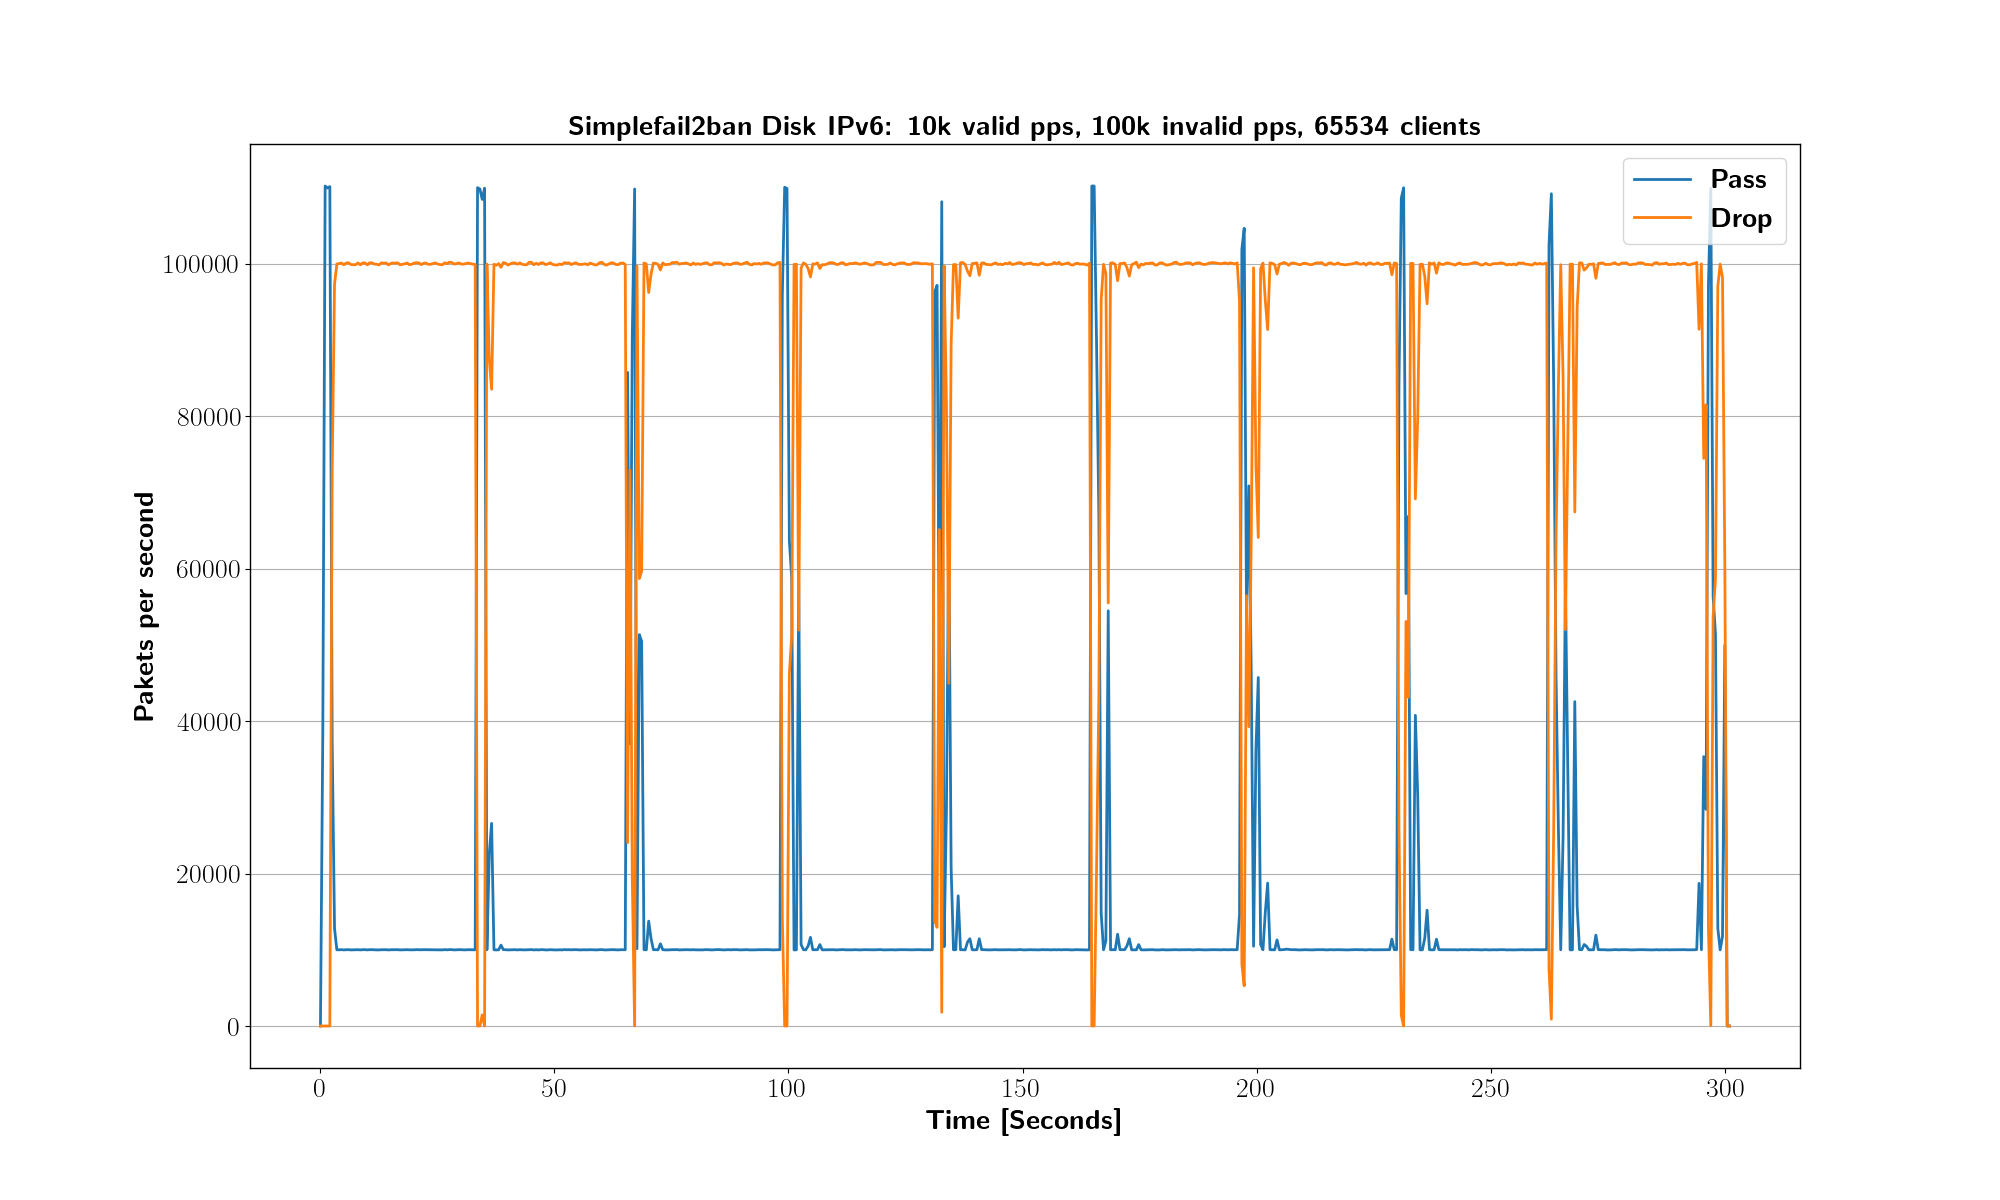 Simplefail2ban Disk IPv6: 10k valid pps, 100k invalid pps, 65534 clients
Pass
Drop
100000
80000
60000
40000
20000
0
Pakets per second
0 50 100 150 200 250 300
Time [Seconds]